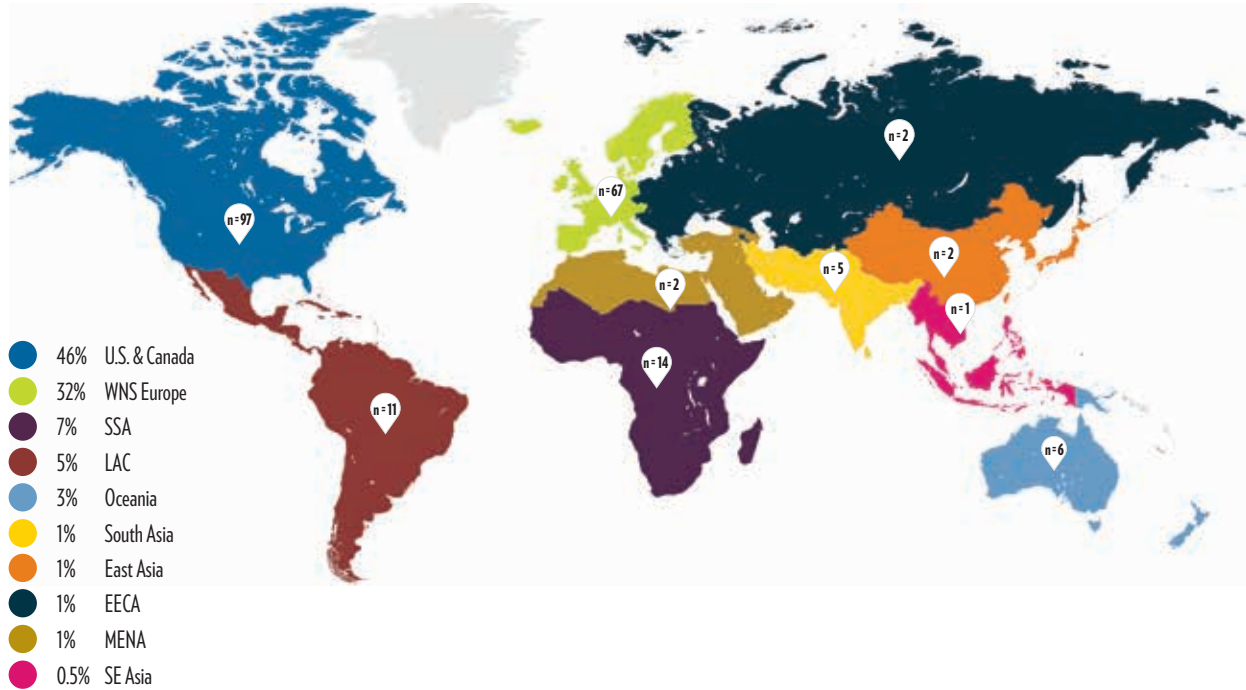 n=2
n=67
n=97
n=2
n=5
n=2
n=1
n=14
n=11
n=6
46% U.S. & Canada
32% WNS Europe
7% SSA
5% LAC
3% Oceania
1% South Asia
1% East Asia
1% EECA
1% MENA
0.5% SE Asia